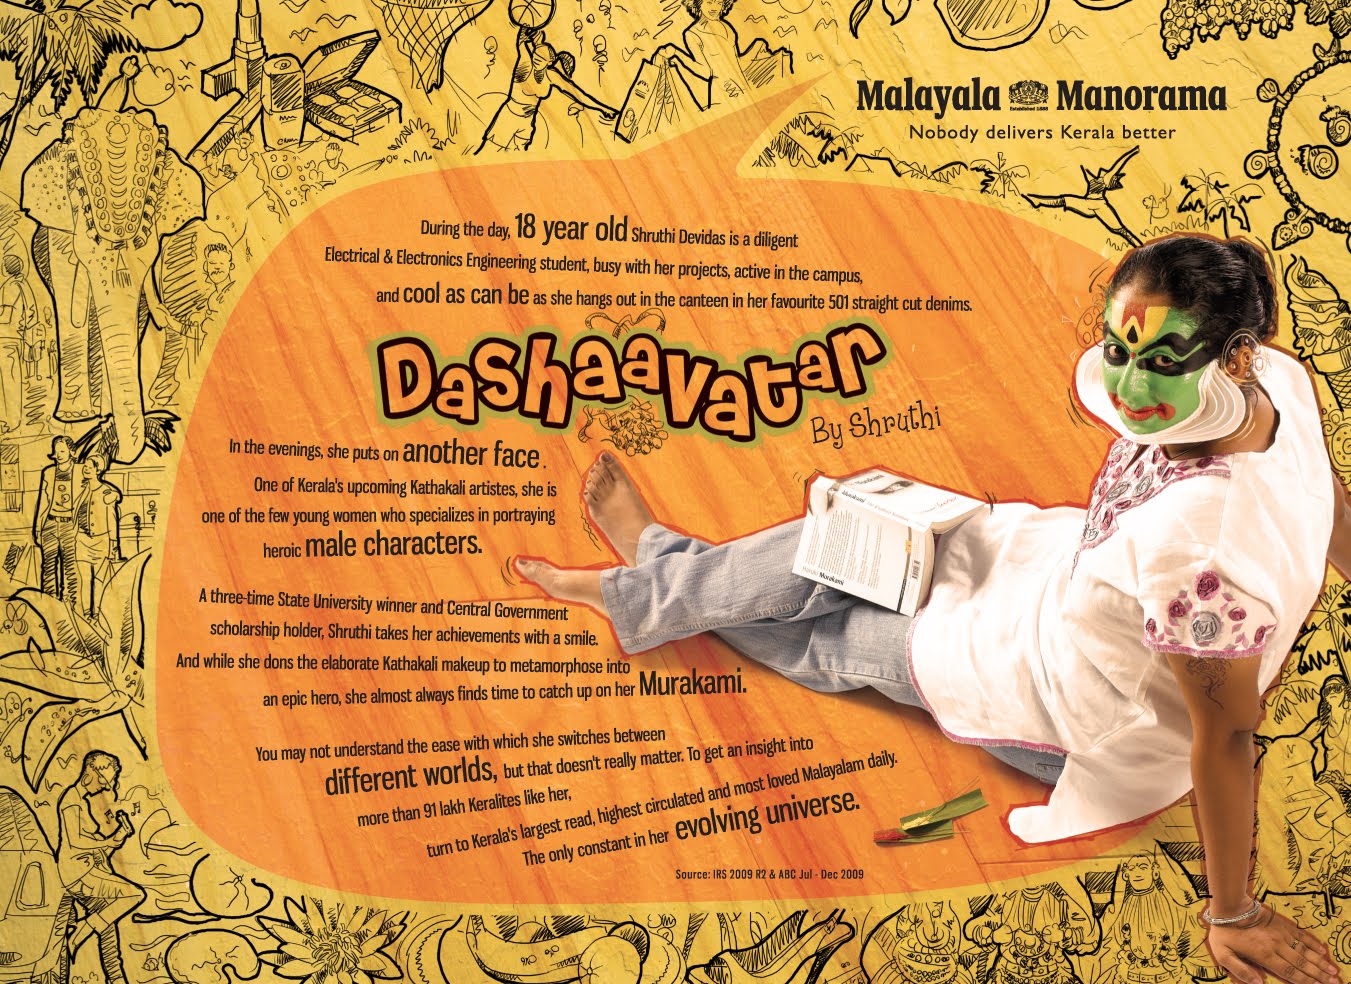 Malayala Manorama
Established 1888
Nobody delivers Kerala better
During the day, 18 year old Shruthi Devidas is a diligent
Electrical & Electronics Engineering student, busy with her projects, active in the campus,
and cool as can be as she hangs out in the canteen in her favourite 501 straight cut denims.
Dashaavatar
By Shruthi
In the evenings, she puts on another face.
One of Kerala's upcoming Kathakali artistes, she is
one of the few young women who specializes in portraying
heroic male characters.
A three-time State University winner and Central Government
scholarship holder, Shruthi takes her achievements with a smile.
And while she dons the elaborate Kathakali makeup to metamorphose into
an epic hero, she almost always finds time to catch up on her Murakami.
Murakami
Haruki Murakami
You may not understand the ease with which she switches between
different worlds, but that doesn't really matter. To get an insight into
more than 91 lakh Keralites like her,
turn to Kerala's largest read, highest circulated and most loved Malayalam daily.
The only constant in her evolving universe.
Source: IRS 2009 R2 & ABC Jul - Dec 2009